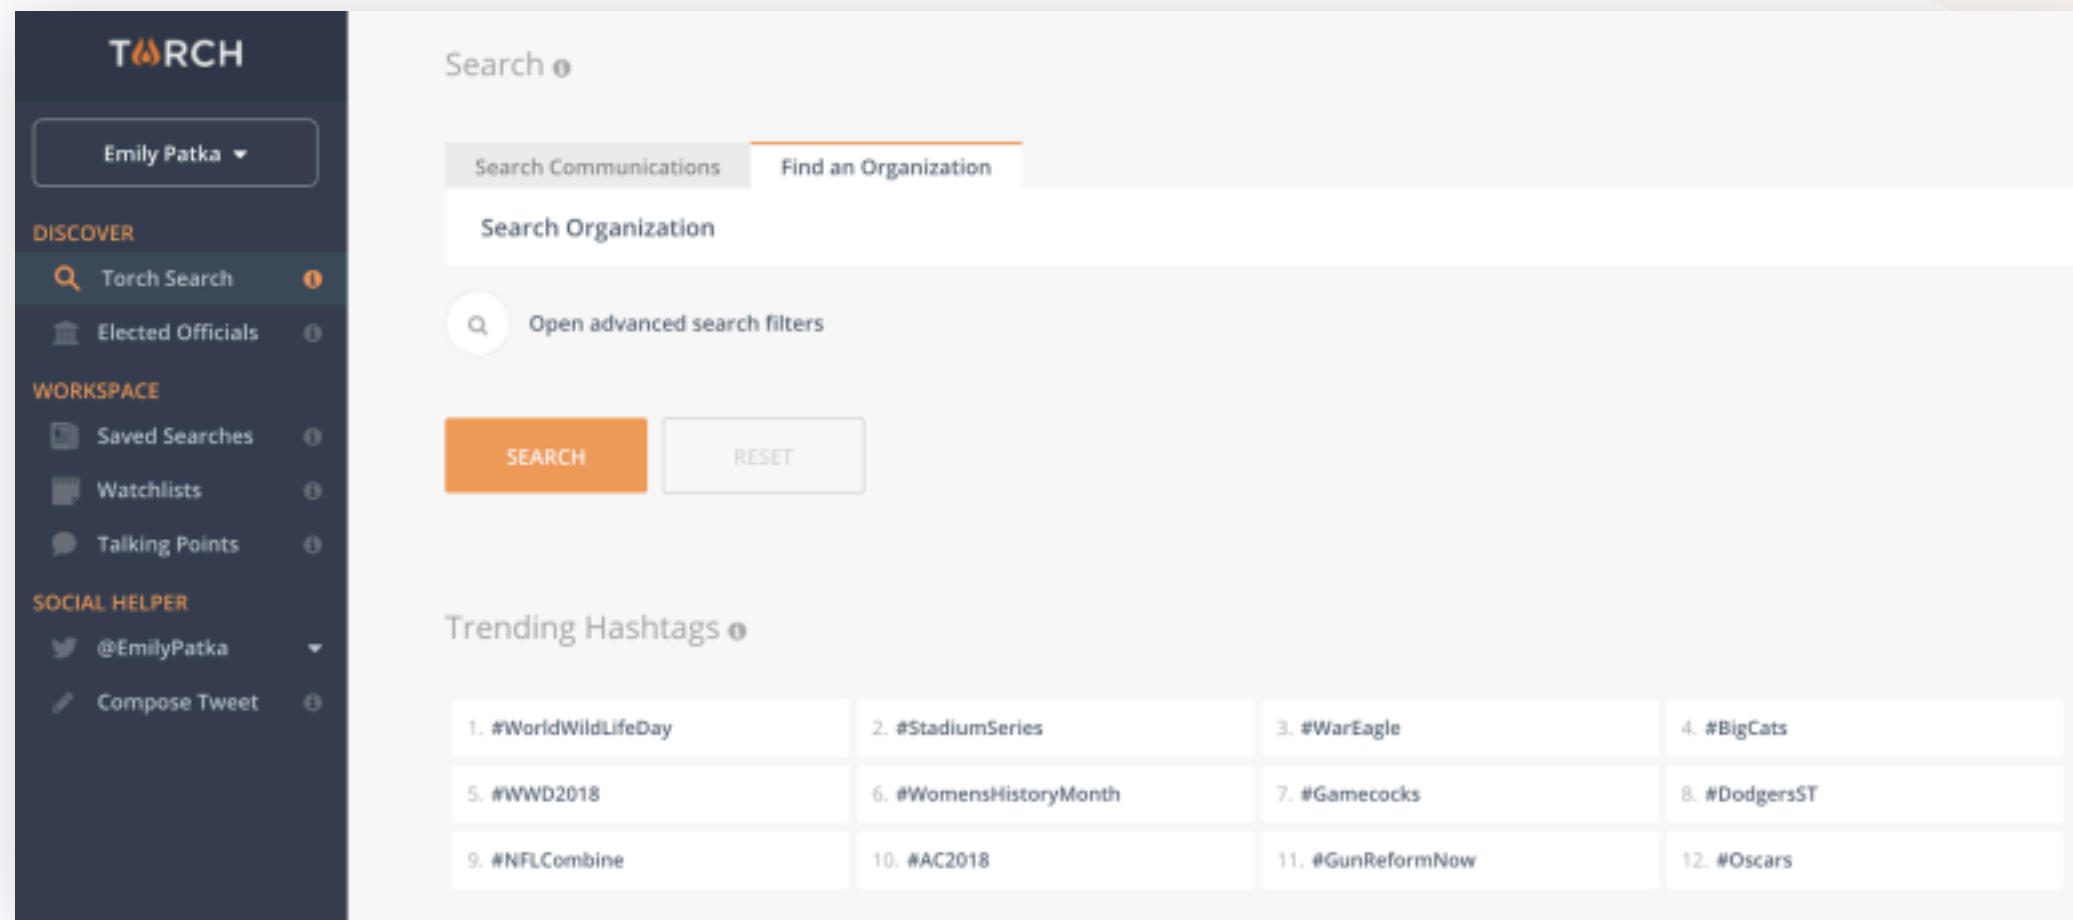 TORCH
Emily Patka
DISCOVER
Torch Search
Elected Officials
WORKSPACE
Saved Searches
Watchlists
Talking Points
SOCIAL HELPER
@EmilyPatka
Compose Tweet
Search
Search Communications
Find an Organization
Search Organization
Open advanced search filters
SEARCH
RESET
Trending Hashtags
1. #WorldWildLifeDay
2. #StadiumSeries
3. #WarEagle
4. #BigCats
5. #WWD2018
6. #WomensHistoryMonth
7. #Gamecocks
8. #DodgersST
9. #NFLCombine
10. #AC2018
11. #GunReformNow
12. #Oscars